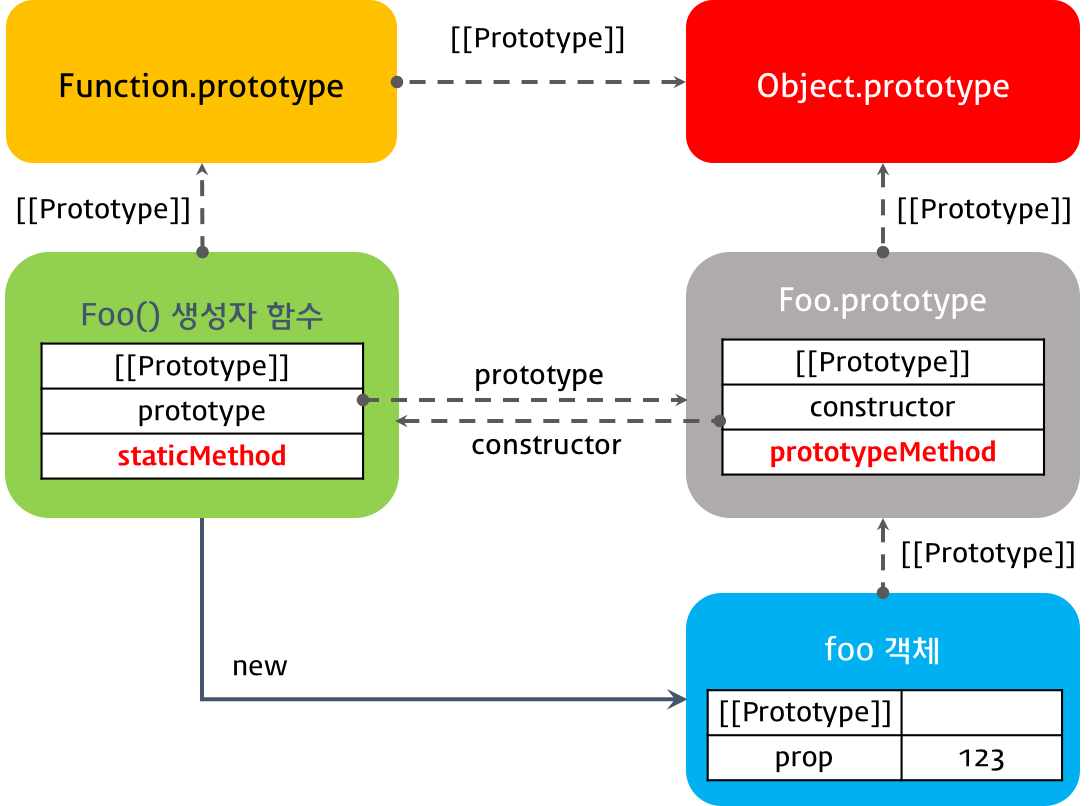 [[Prototype]]
Function.prototype
Object.prototype
[[Prototype]]
[[Prototype]]
Foo() 생성자 함수
[[Prototype]]
prototype
staticMethod
prototype
constructor
Foo.prototype
[[Prototype]]
constructor
prototypeMethod
[[Prototype]]
new
foo 객체
[[Prototype]]
prop 123